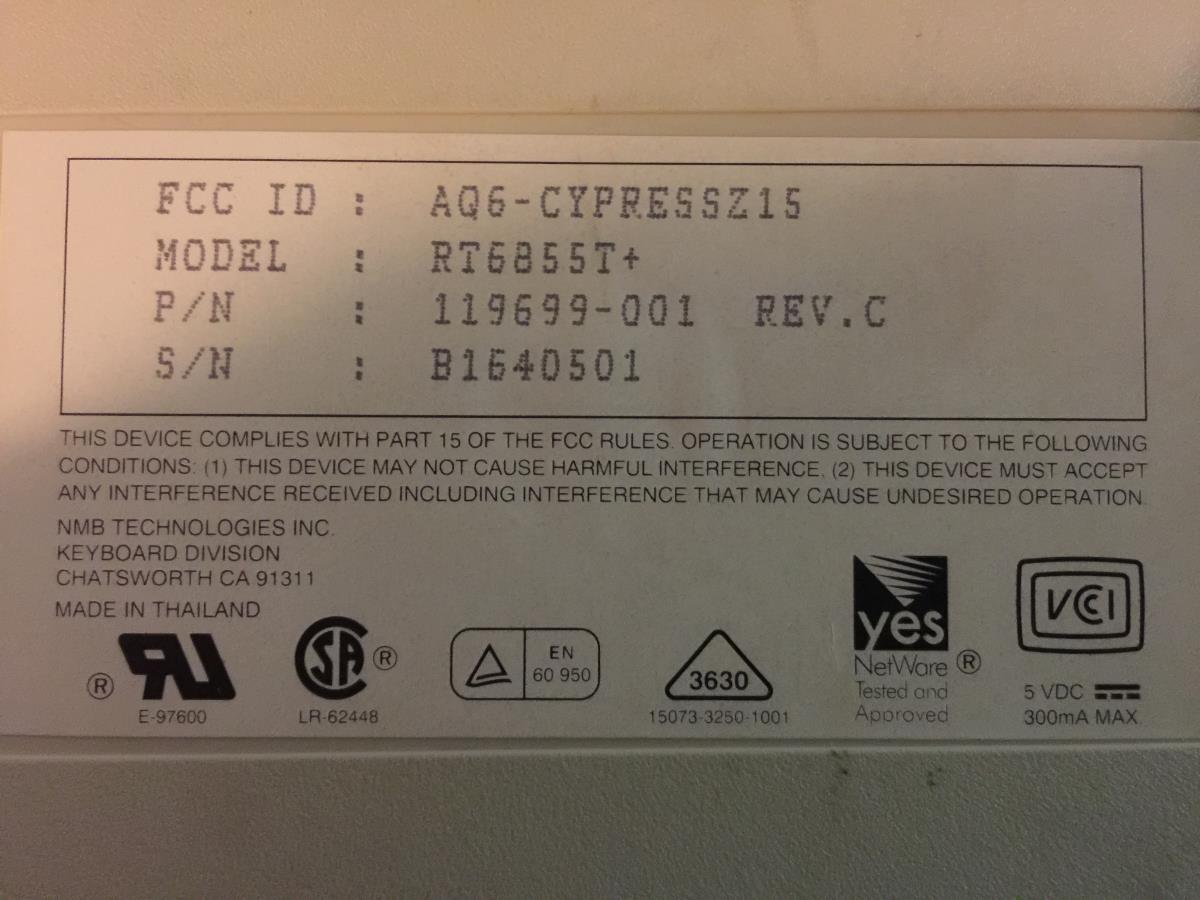 FCC ID : AQ6-CYPRESSZ15
MODEL : RT6855T+
P/N : 119699-001 REV.C
S/N : B1640501
THIS DEVICE COMPLIES WITH PART 15 OF THE FCC RULES. OPERATION IS SUBJECT TO THE FOLLOWING
CONDITIONS: (1) THIS DEVICE MAY NOT CAUSE HARMFUL INTERFERENCE. (2) THIS DEVICE MUST ACCEPT
ANY INTERFERENCE RECEIVED INCLUDING INTERFERENCE THAT MAY CAUSE UNDESIRED OPERATION.
NMB TECHNOLOGIES INC.
KEYBOARD DIVISION
CHATSWORTH CA 91311
MADE IN THAILAND
® RU
E-97600
SA ®
LR-62448
EN
60 950
3630
15073-3250-1001
yes
NetWare ®
Tested and
Approved
VCCI
5 VDC
300mA MAX.